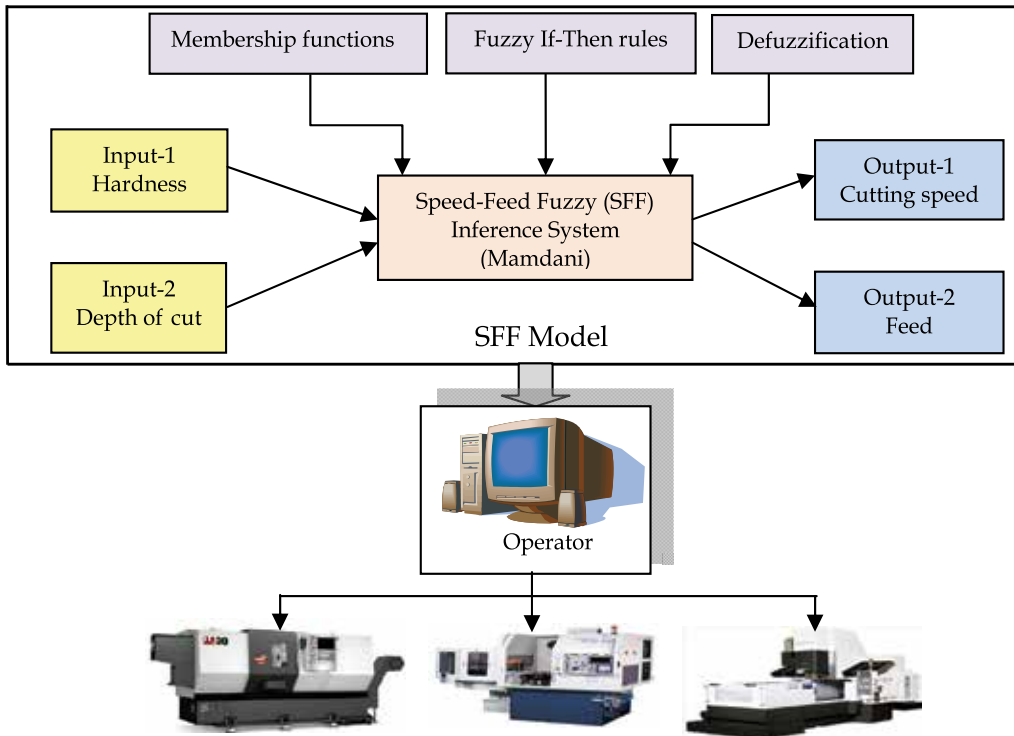 Membership functions
Fuzzy If-Then rules
Defuzzification
Input-1
Hardness
Speed-Feed Fuzzy (SFF)
Inference System
(Mamdani)
Output-1
Cutting speed
Input-2
Depth of cut
Output-2
Feed
SFF Model
Operator